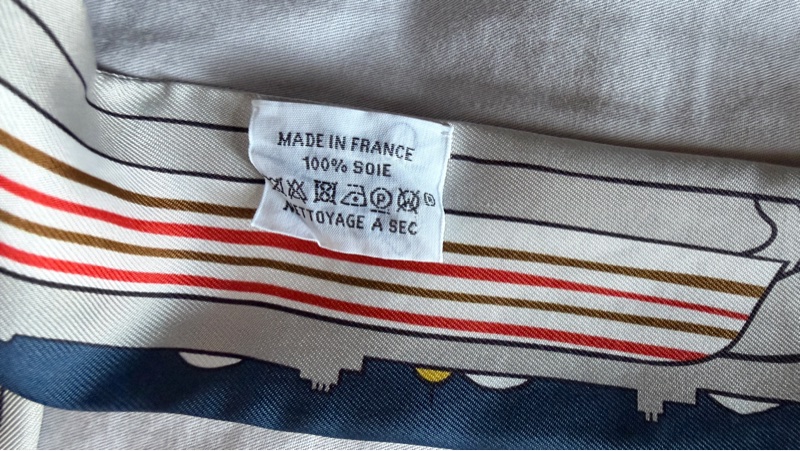 MADE IN FRANCE
100% SOIE
P W
NETTOYAGE A SEC